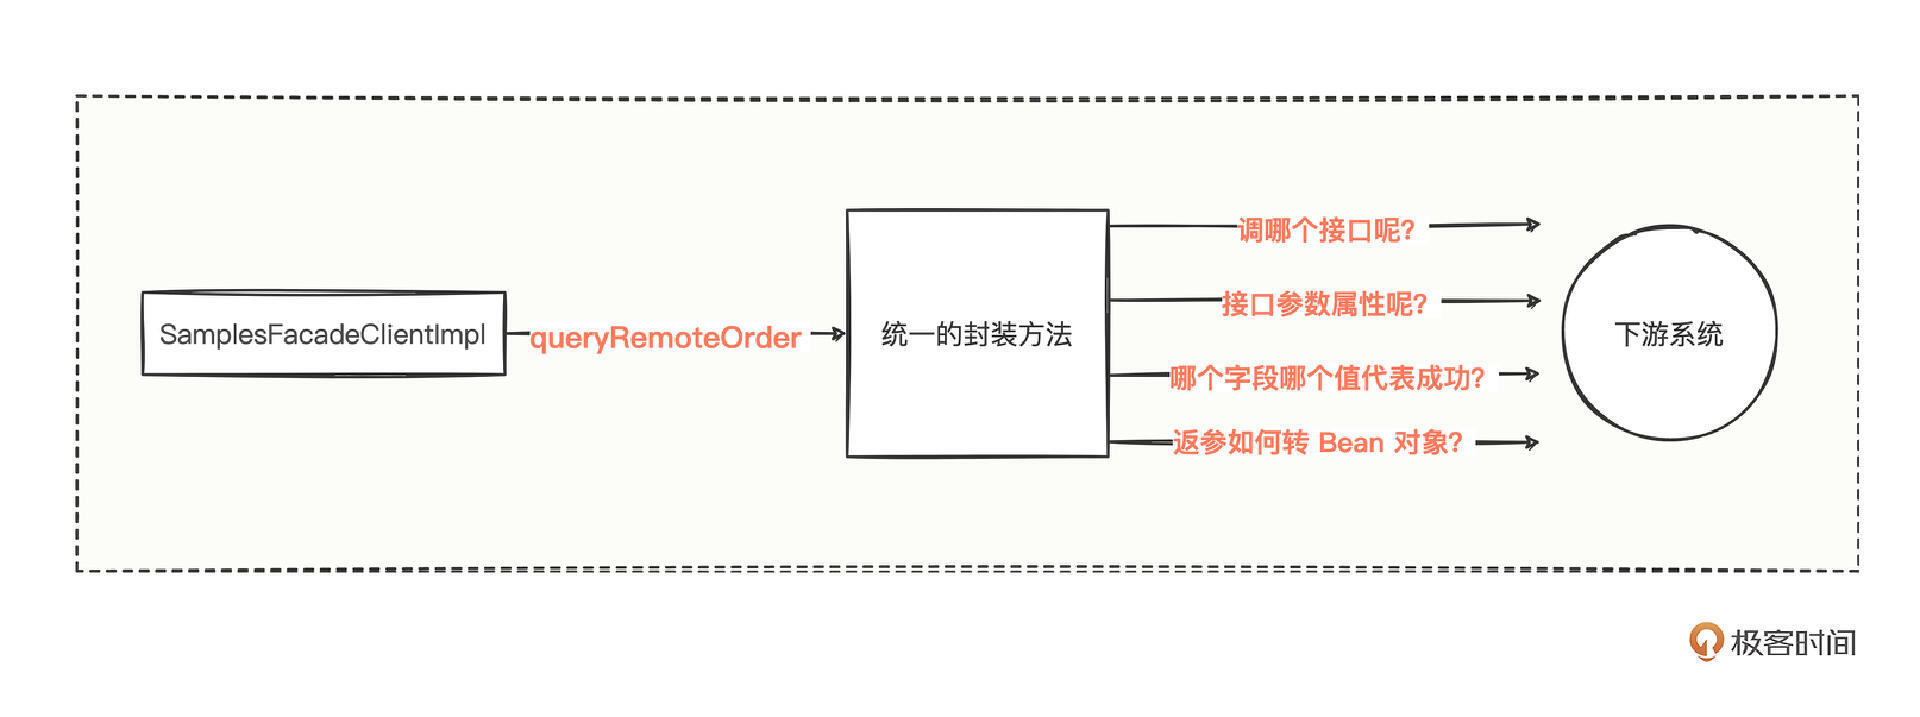 SamplesFacadeClientImpl
queryRemoteOrder
统一的封装方法
调哪个接口呢?
接口参数属性呢?
哪个字段哪个值代表成功?
返参如何转 Bean 对象?
下游系统
极客时间